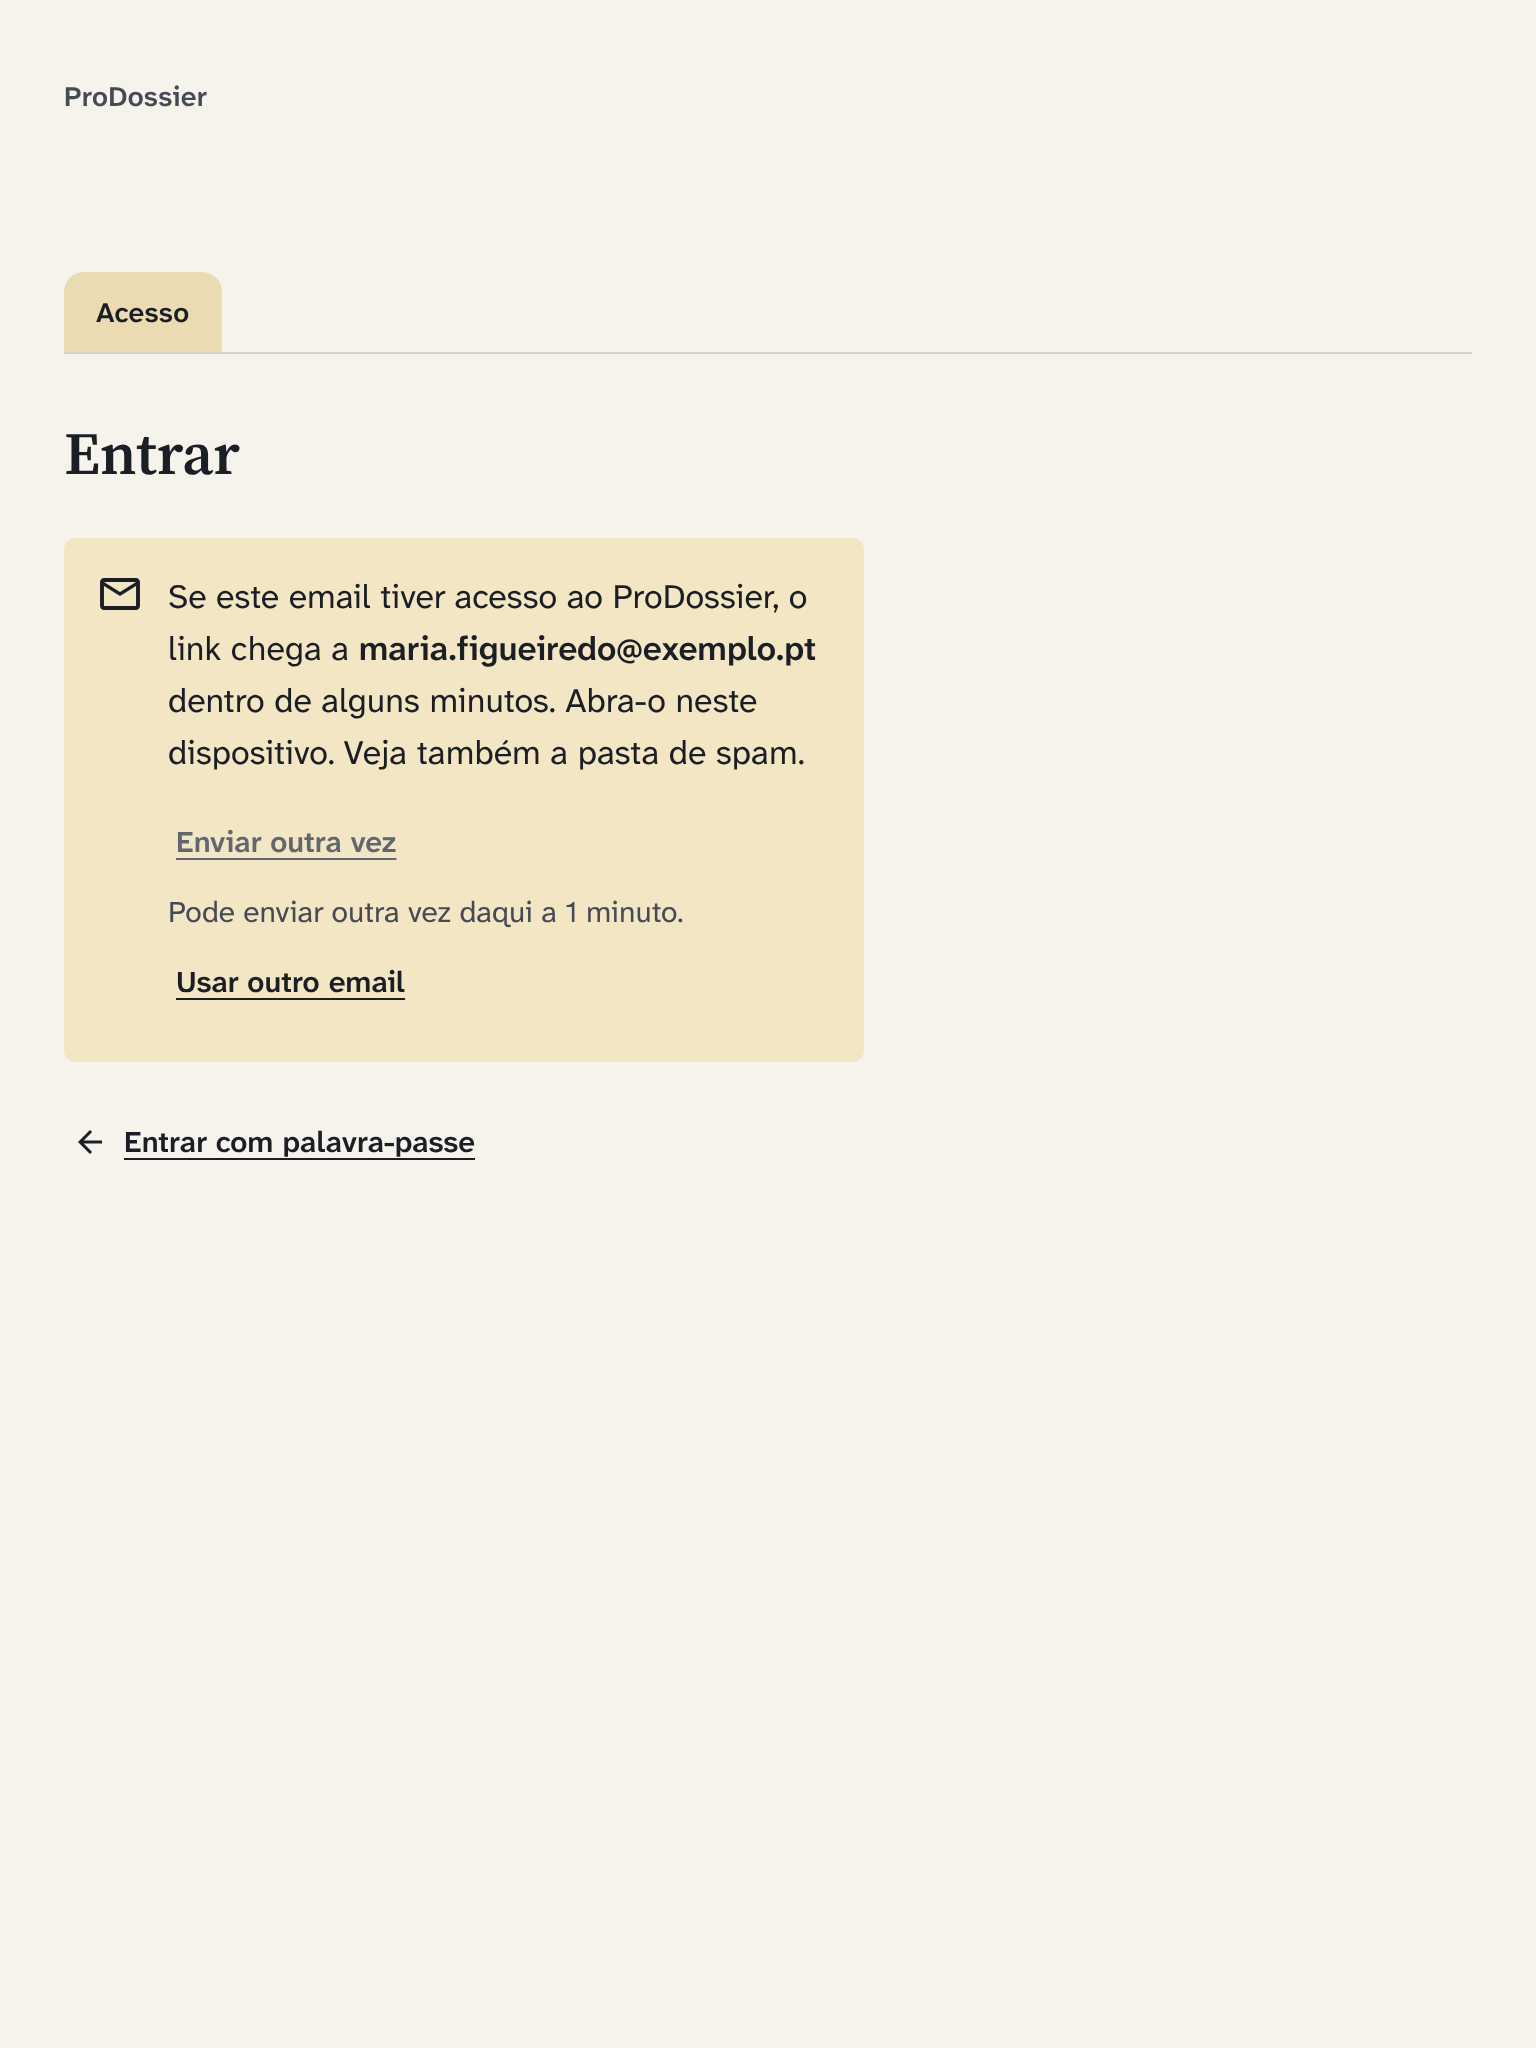 ProDossier
Acesso
Entrar
Se este email tiver acesso ao ProDossier, o
link chega a maria.figueiredo@exemplo.pt
dentro de alguns minutos. Abra-o neste
dispositivo. Veja também a pasta de spam.
Enviar outra vez
Pode enviar outra vez daqui a 1 minuto.
Usar outro email
Entrar com palavra-passe